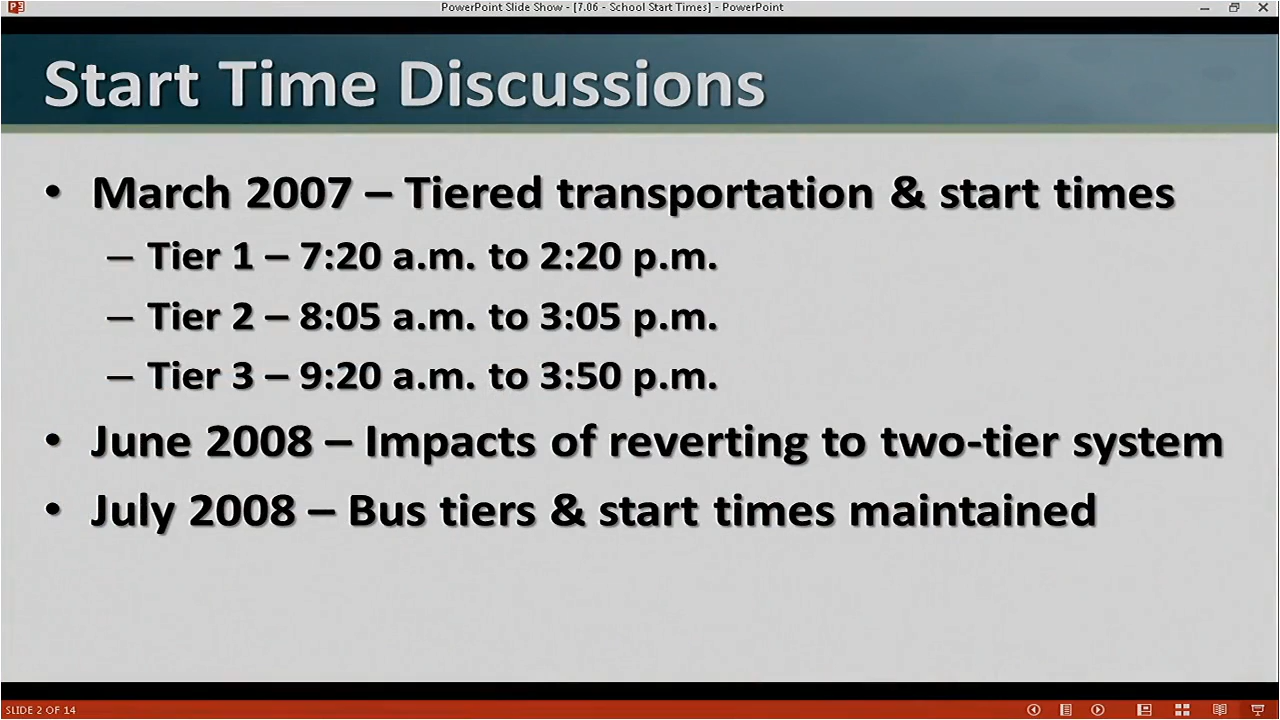 PowerPoint Slide Show - [7.06 - School Start Times] - PowerPoint
Start Time Discussions
• March 2007 – Tiered transportation & start times
– Tier 1 – 7:20 a.m. to 2:20 p.m.
– Tier 2 – 8:05 a.m. to 3:05 p.m.
– Tier 3 – 9:20 a.m. to 3:50 p.m.
• June 2008 – Impacts of reverting to two-tier system
• July 2008 – Bus tiers & start times maintained
SLIDE 2 OF 14